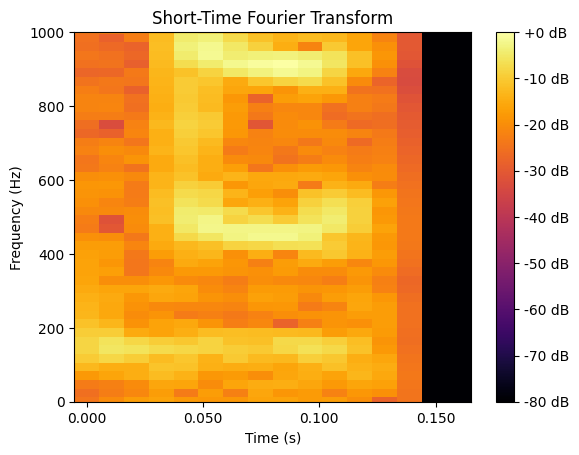 Short-Time Fourier Transform
1000
800
600
400
200
0
Frequency (Hz)
0.000
0.050
0.100
0.150
Time (s)
+0 dB
-10 dB
-20 dB
-30 dB
-40 dB
-50 dB
-60 dB
-70 dB
-80 dB